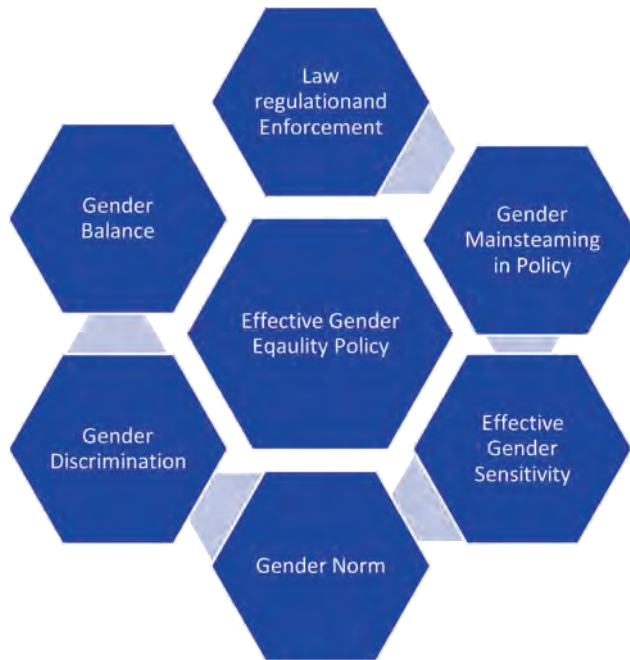 Law
regulationand
Enforcement
Gender
Mainsteaming
in Policy
Effective
Gender
Sensitivity
Gender Norm
Gender
Discrimination
Gender
Balance
Effective Gender
Eqaulity Policy